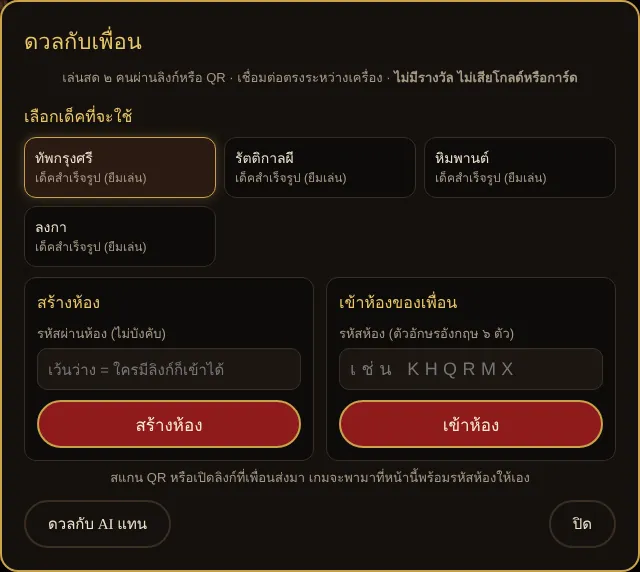 ดวลกับเพื่อน
เล่นสด ๒ คนผ่านลิงก์หรือ QR · เชื่อมต่อตรงระหว่างเครื่อง · ไม่มีรางวัล ไม่เสียโกลด์หรือการ์ด
เลือกเด็คที่จะใช้
ทัพกรุงศรี
เด็คสำเร็จรูป (ยืมเล่น)
รัตติกาลผี
เด็คสำเร็จรูป (ยืมเล่น)
หิมพานต์
เด็คสำเร็จรูป (ยืมเล่น)
ลงกา
เด็คสำเร็จรูป (ยืมเล่น)
สร้างห้อง
รหัสผ่านห้อง (ไม่บังคับ)
เว้นว่าง = ใครมีลิงก์ก็เข้าได้
สร้างห้อง
เข้าห้องของเพื่อน
รหัสห้อง (ตัวอักษรอังกฤษ ๖ ตัว)
เช่น KHQRMX
เข้าห้อง
สแกน QR หรือเปิดลิงก์ที่เพื่อนส่งมา เกมจะพามาที่หน้านี้พร้อมรหัสห้องให้เอง
ดวลกับ AI แทน
ปิด